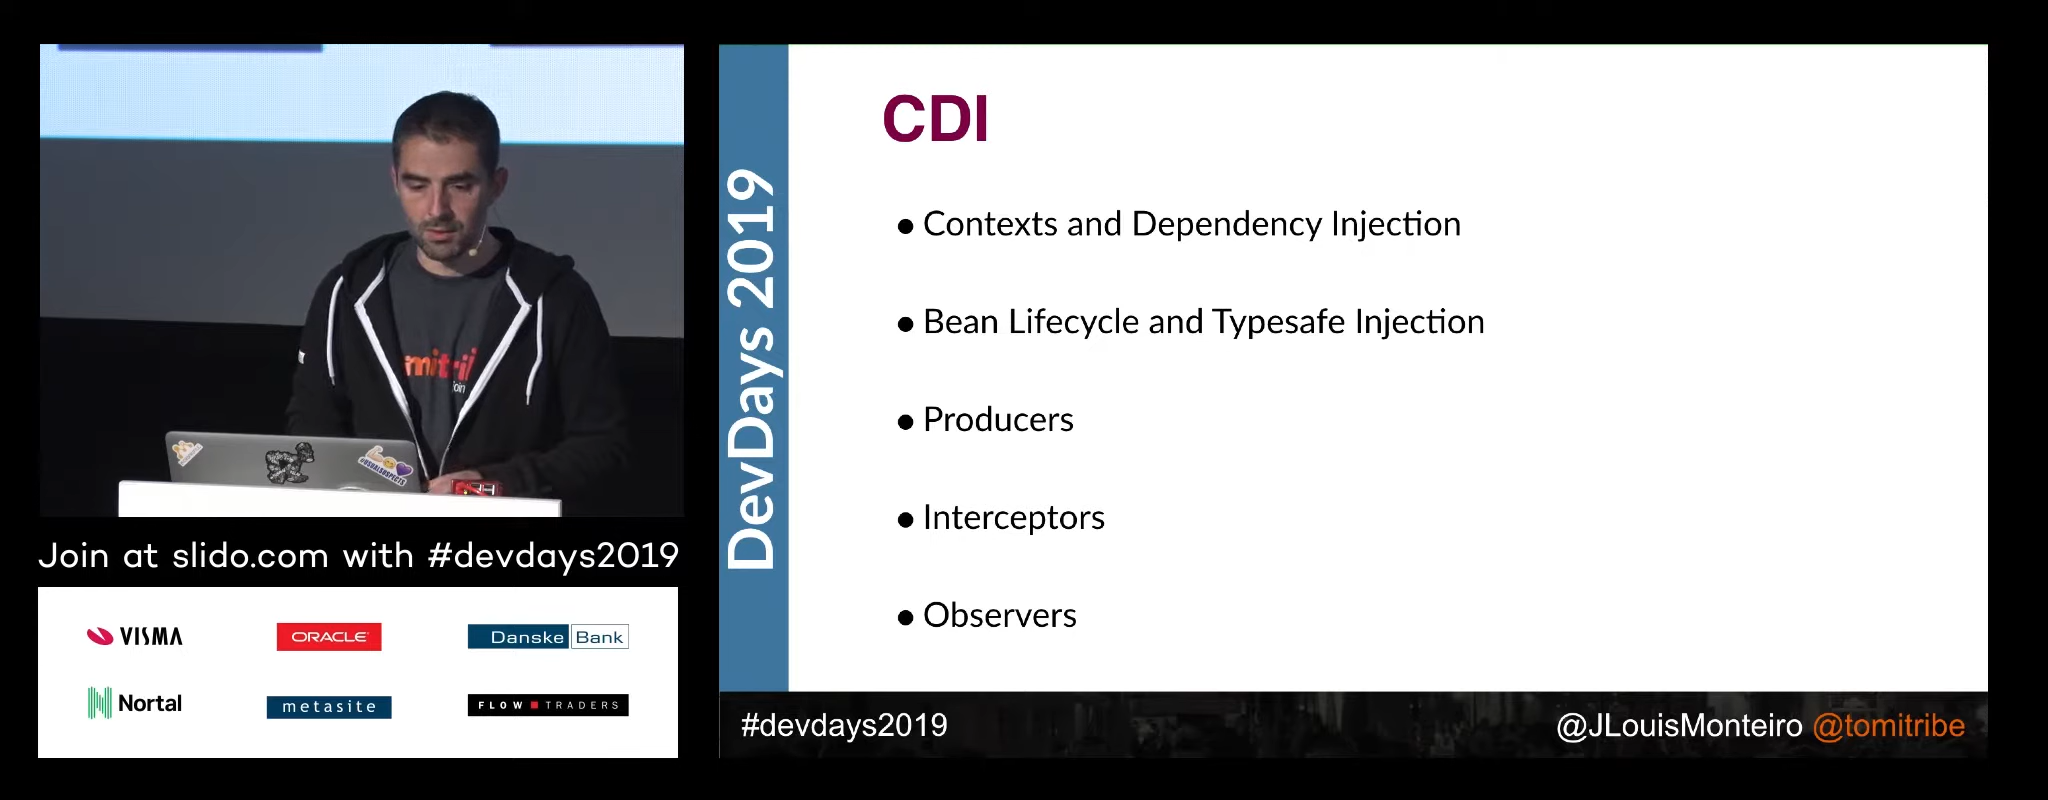 Join at slido.com with #devdays2019
VISMA
ORACLE
Danske Bank
Nortal
metasite
FLOW TRADERS
DevDays 2019
CDI
● Contexts and Dependency Injection
● Bean Lifecycle and Typesafe Injection
● Producers
● Interceptors
● Observers
#devdays2019
@JLouisMonteiro @tomitribe